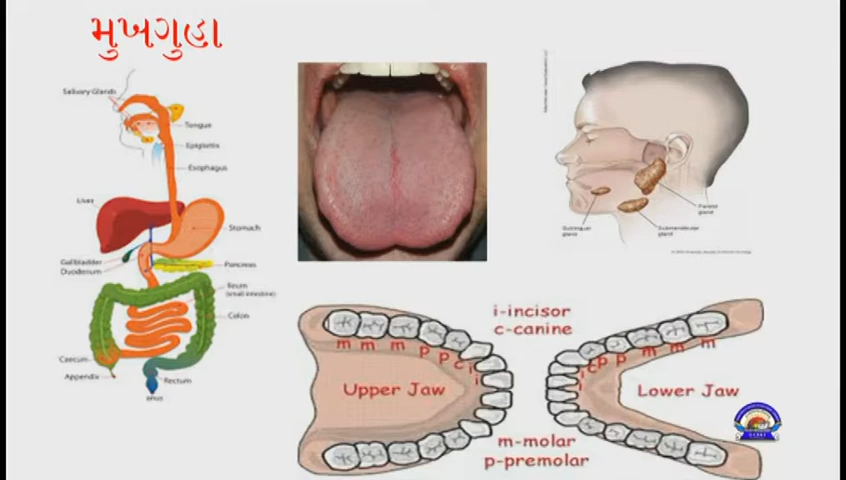 મુખગુહા
Salivary Glands
Tongue
Epiglottis
Esophagus
Liver
Stomach
Gallbladder
Duodenum
Pancreas
Ileum
(small intestine)
Colon
Caecum
Appendix
Rectum
anus
Parotid
gland
Sublingual
gland
Submandibular
gland
i-incisor
c-canine
m m m p p c i i
Upper Jaw
i i c p p m m m
Lower Jaw
m-molar
p-premolar